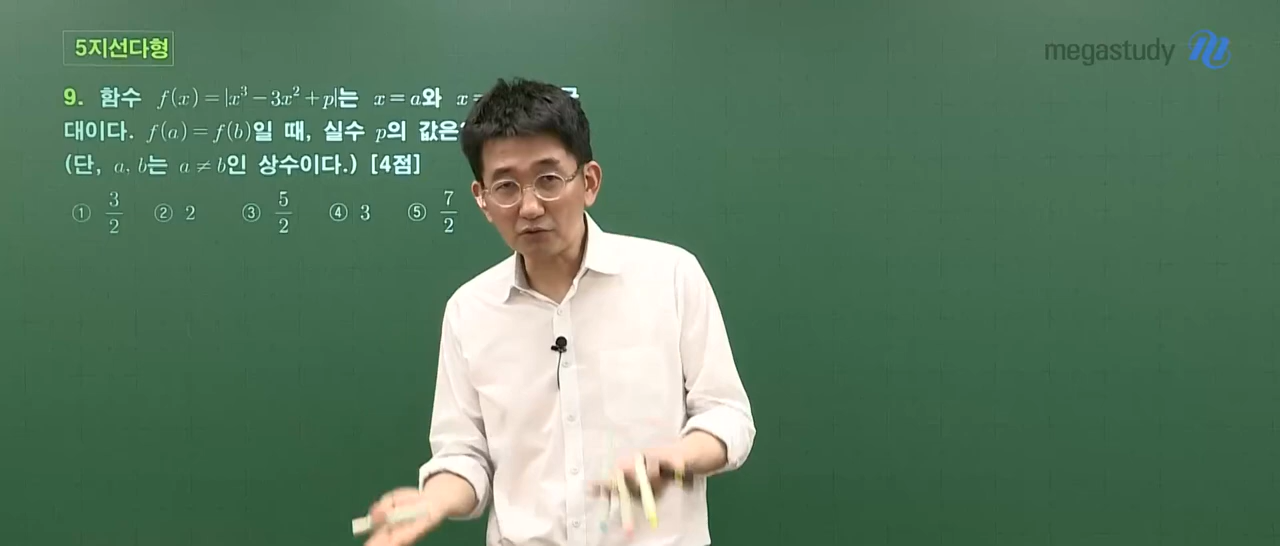 5지선다형
megastudy
9. 함수 f(x)=|x³-3x²+p|는 x=a와 x=
대이다. f(a)=f(b)일 때, 실수 p의 값은
(단, a, b는 a≠b인 상수이다.) [4점]
① 3/2 ② 2 ③ 5/2 ④ 3 ⑤ 7/2